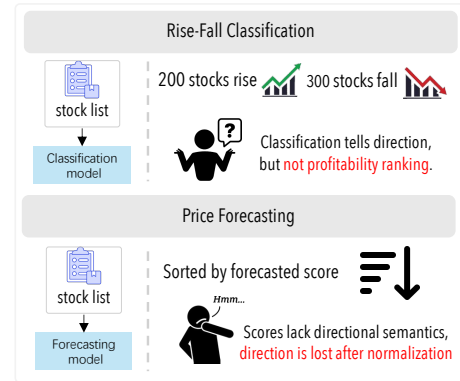 Rise-Fall Classification
stock list
Classification
model
200 stocks rise
300 stocks fall
?
Classification tells direction,
but not profitability ranking.
Price Forecasting
stock list
Forecasting
model
Sorted by forecasted score
Hmm...
Scores lack directional semantics,
direction is lost after normalization